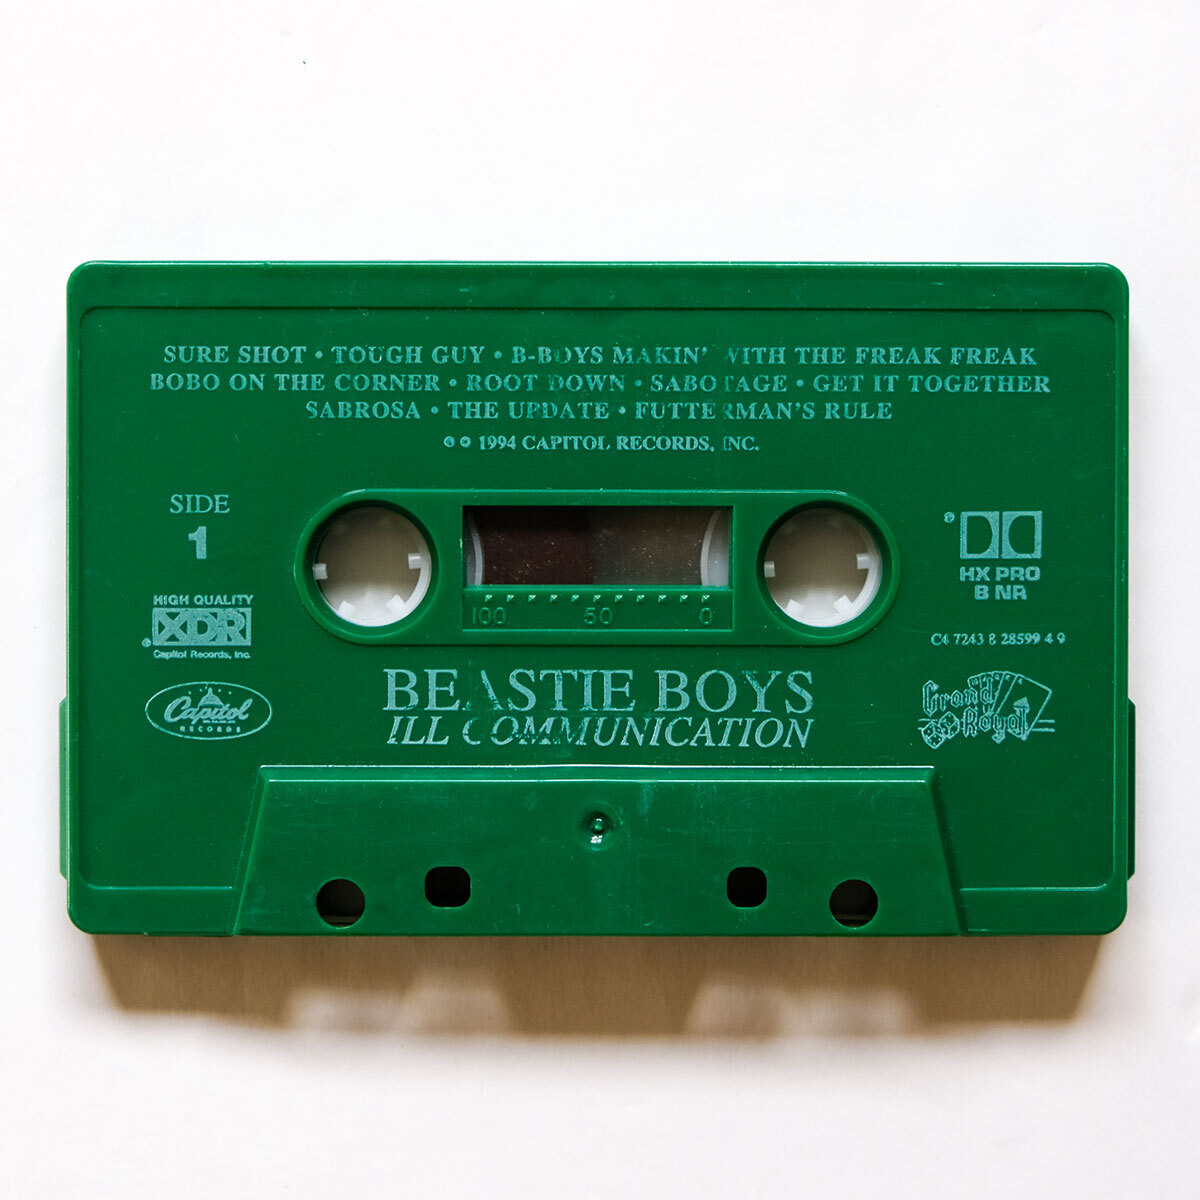 SURE SHOT • TOUGH GUY • B-BOYS MAKIN' WITH THE FREAK FREAK
BOBO ON THE CORNER • ROOT DOWN • SABOTAGE • GET IT TOGETHER
SABROSA • THE UPDATE • FUTTERMAN'S RULE
℗ © 1994 CAPITOL RECORDS, INC.
SIDE
1
HIGH QUALITY
® XDR
Capitol Records, Inc.
Capitol
RECORDS
100 50 0
®
HX PRO
B NR
C4 7243 8 28599 4 9
Grand
Royal
BEASTIE BOYS
ILL COMMUNICATION